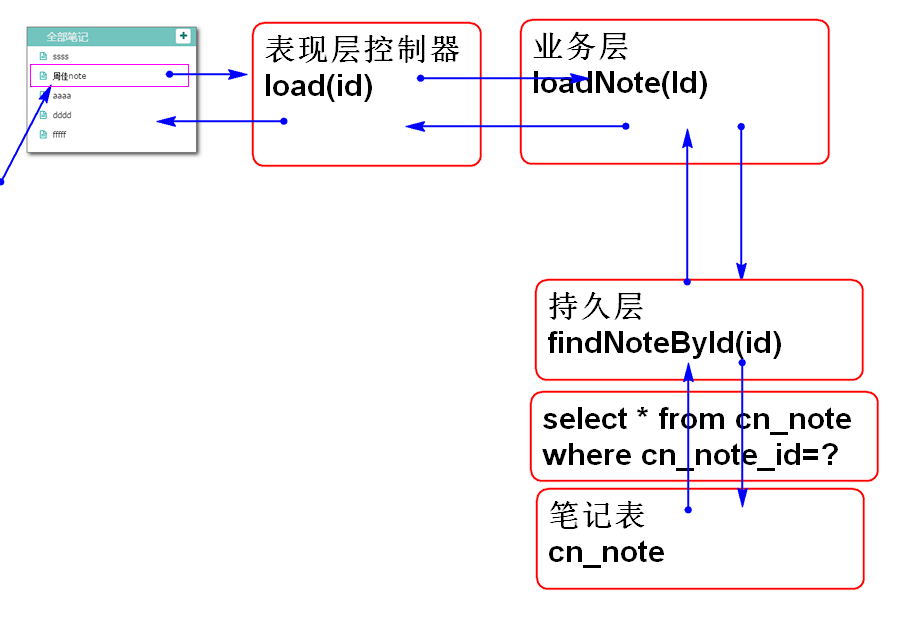 全部笔记
ssss
周佳note
aaaa
dddd
fffff
表现层控制器
load(id)
业务层
loadNote(Id)
持久层
findNoteById(id)
select * from cn_note
where cn_note_id=?
笔记表
cn_note